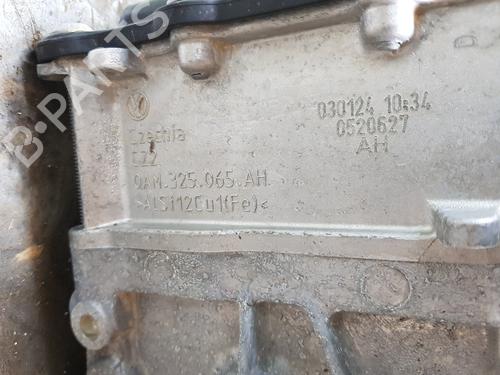 B-PARTS
Czechia
CZ2
0AM.325.065.AH
>AlSi12Cu1(Fe)<
030124 10:34
0520627
AH